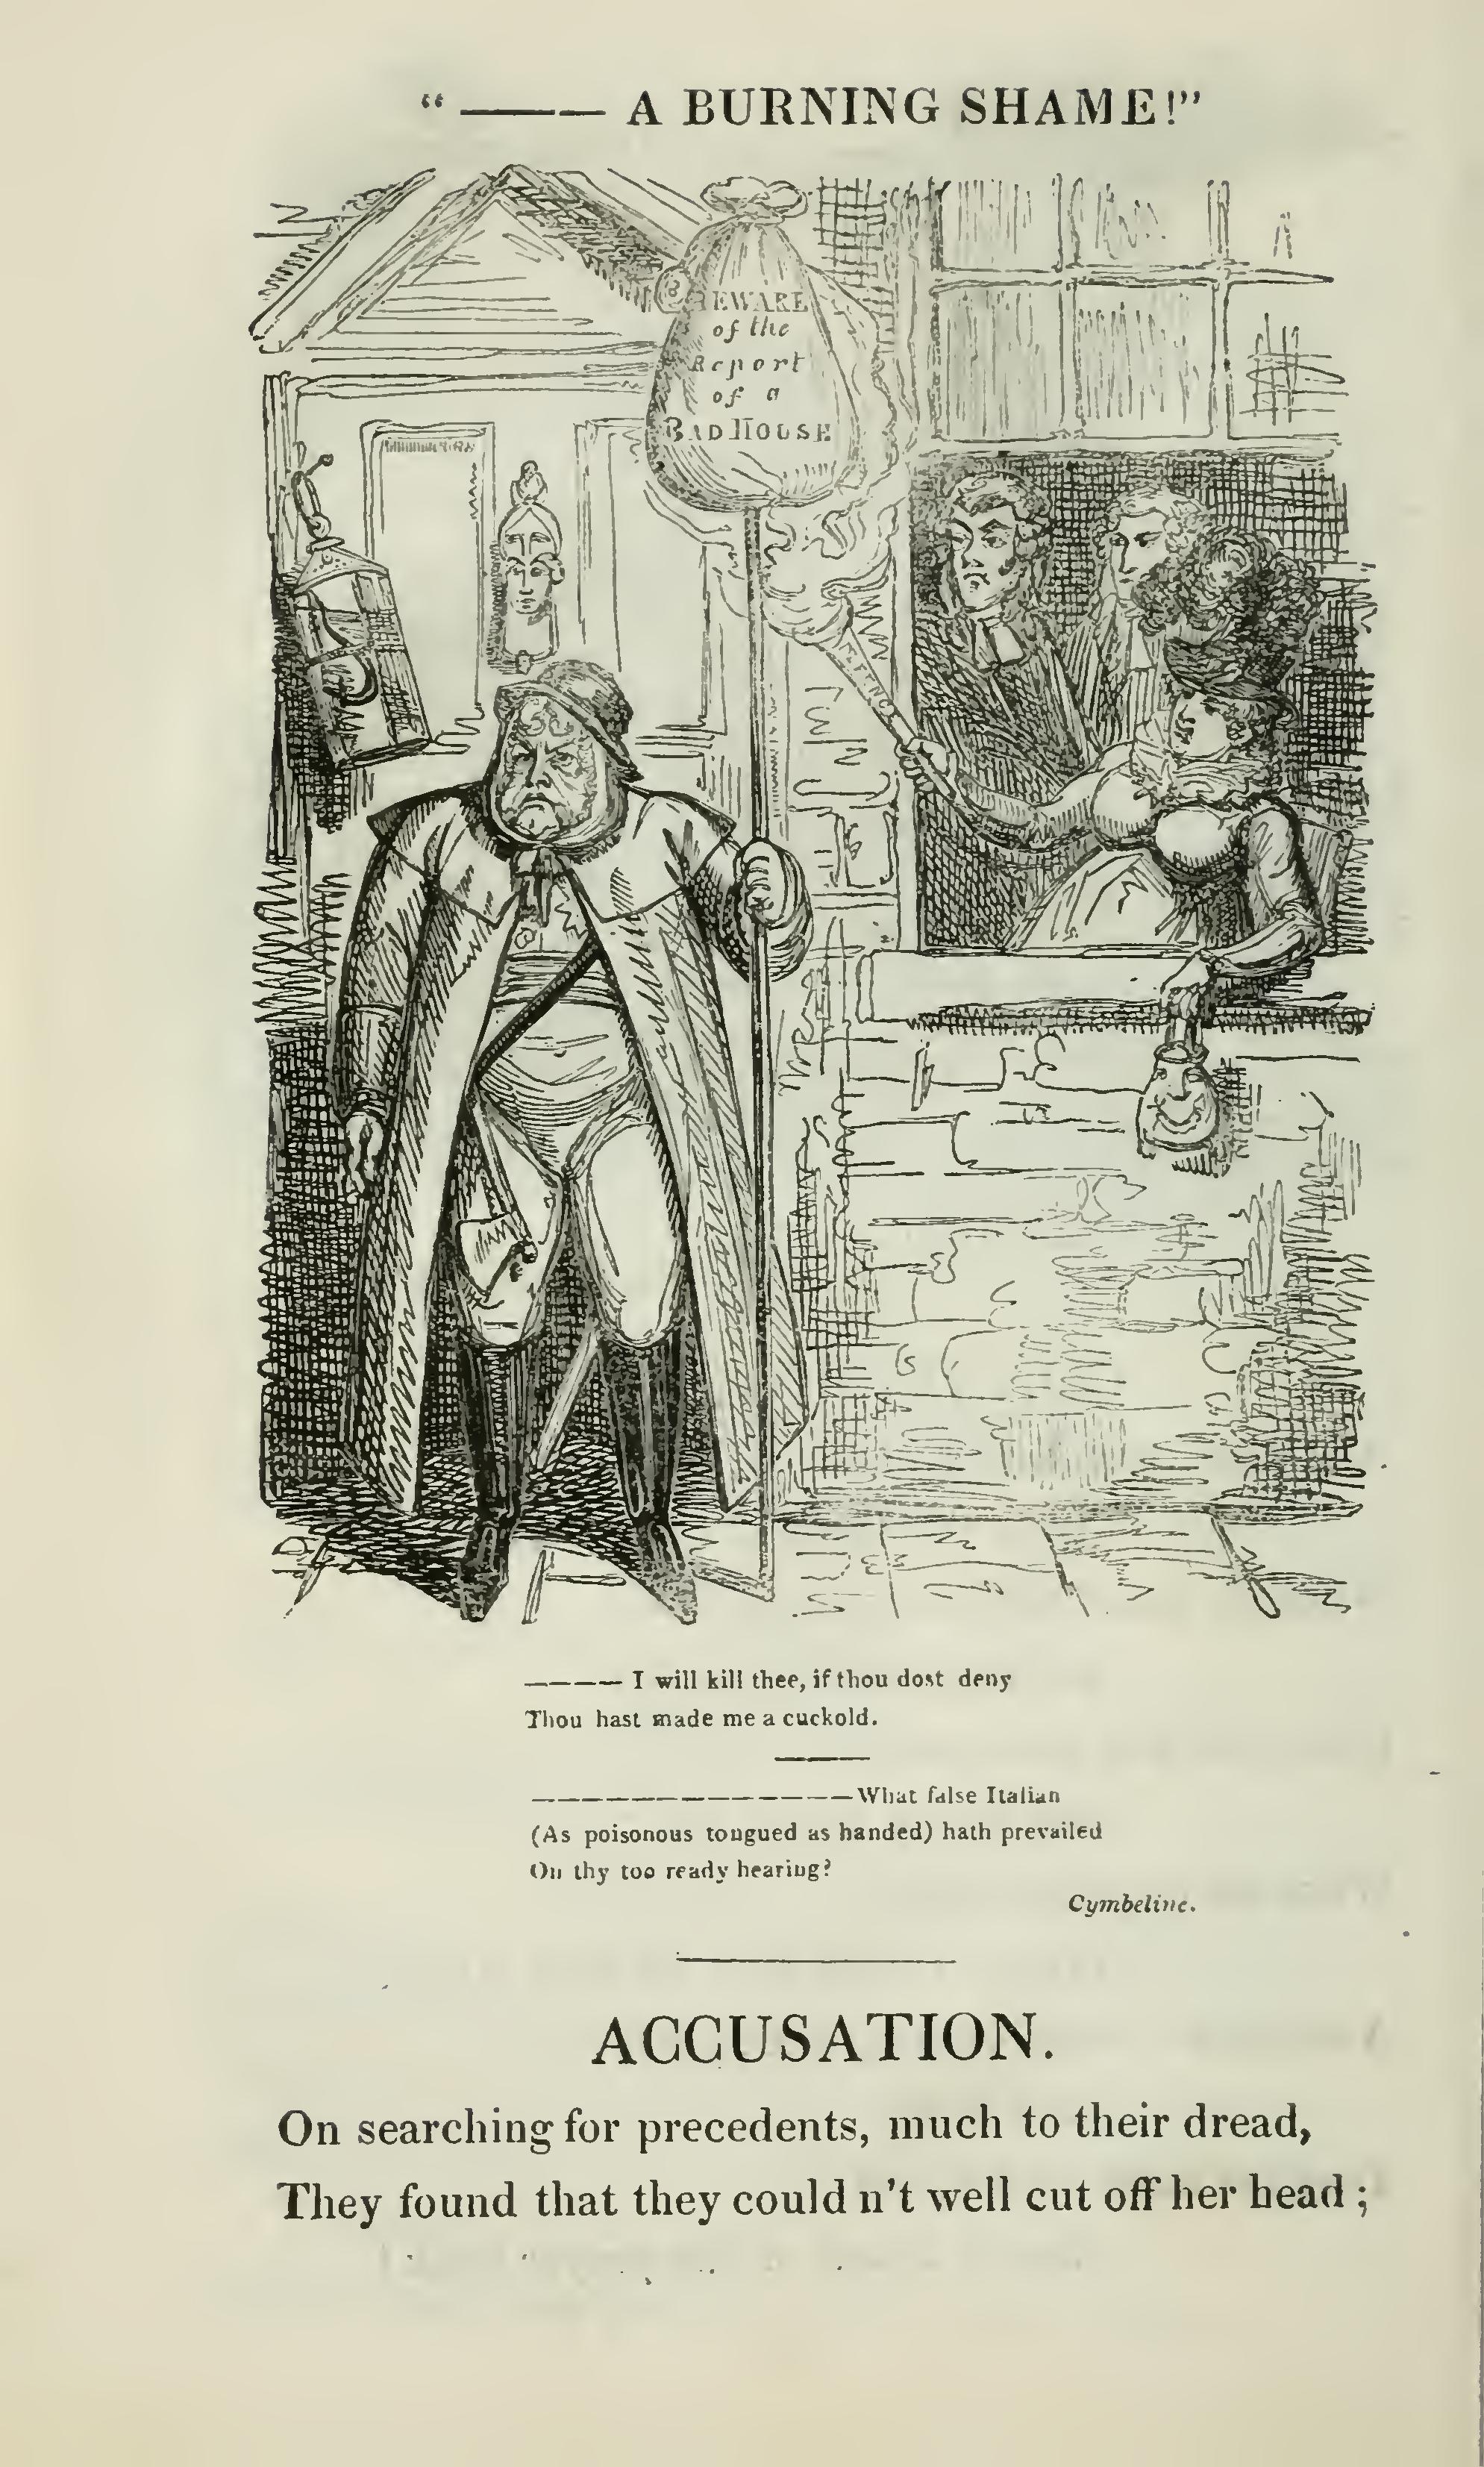 “ ——— A BURNING SHAME!”
BEWARE
of the
Report
of a
BAD HOUSE
———— I will kill thee, if thou dost deny
Thou hast made me a cuckold.
—————————————What false Italian
(As poisonous tongued as handed) hath prevailed
On thy too ready hearing?
Cymbeline.
ACCUSATION.
On searching for precedents, much to their dread,
They found that they could n't well cut off her head ;